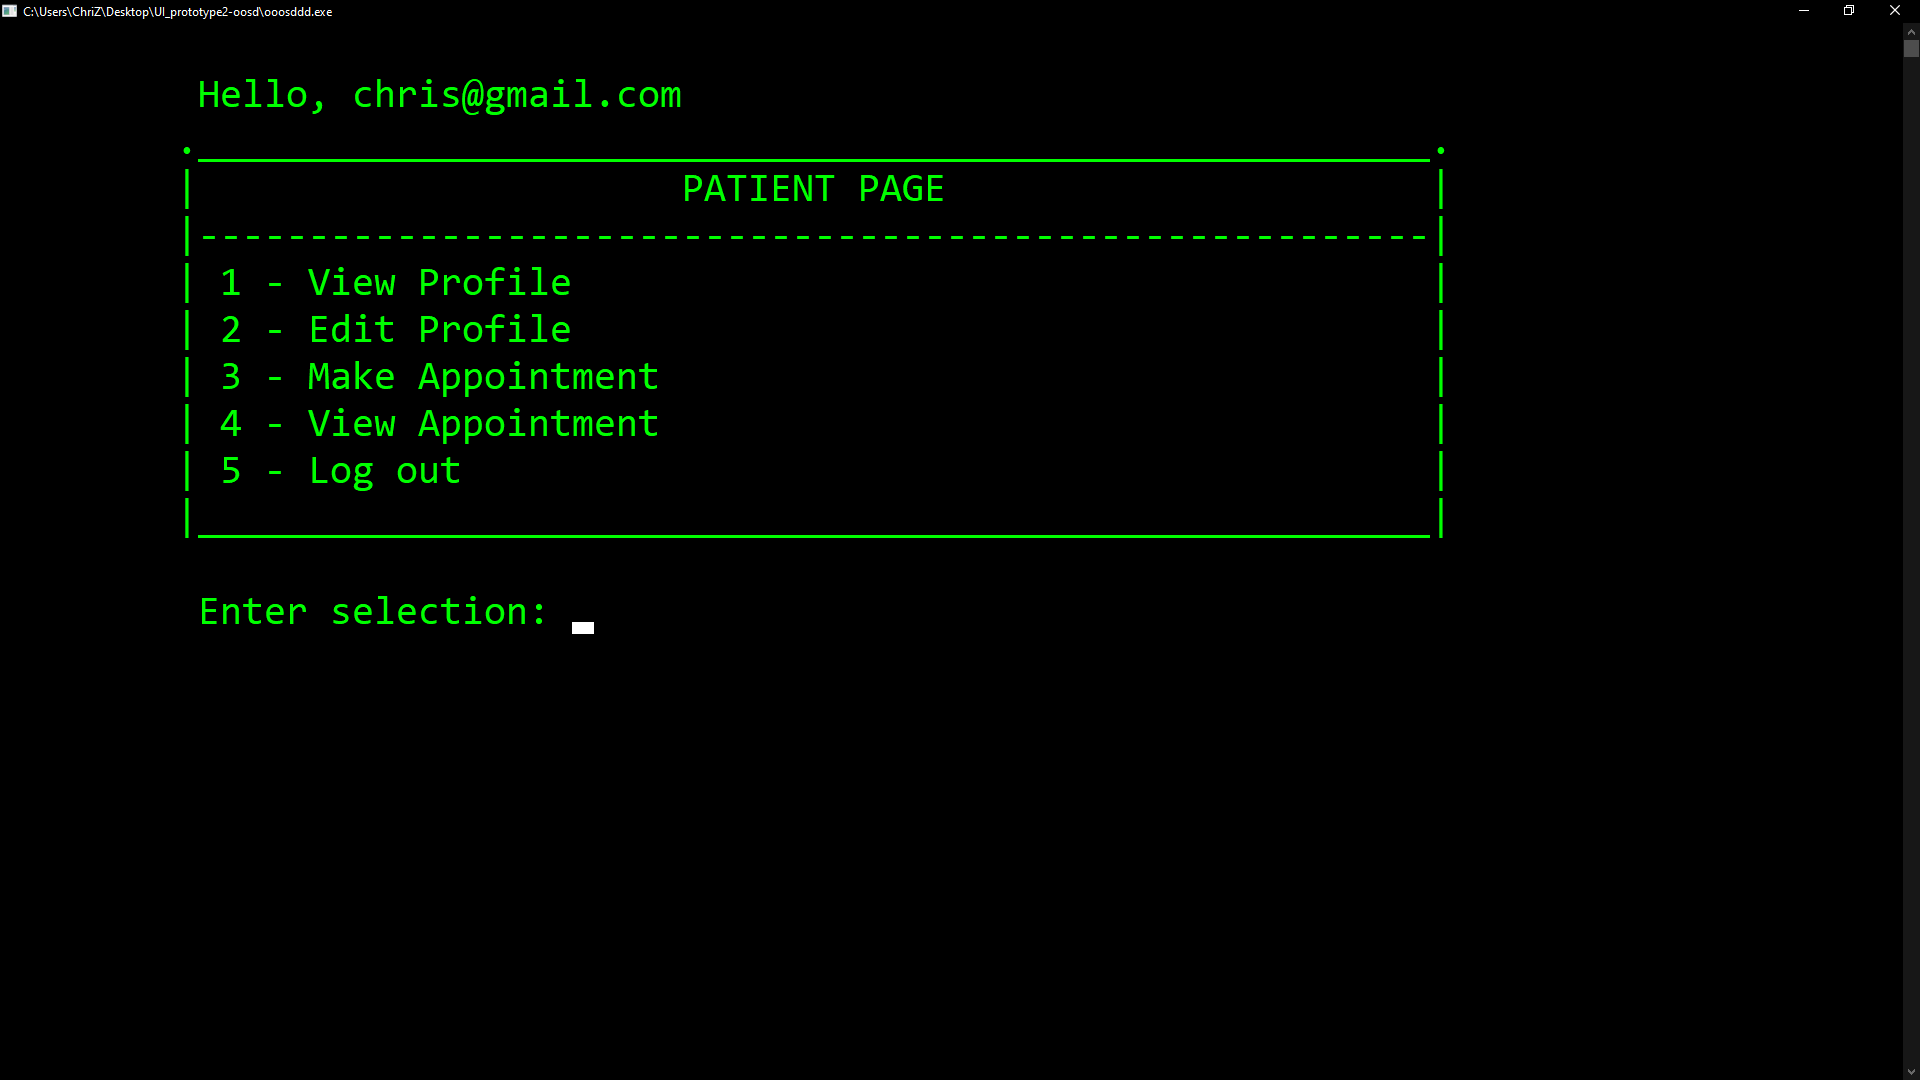 C:\Users\ChriZ\Desktop\UI_prototype2-oosd\ooosddd.exe
Hello, chris@gmail.com
PATIENT PAGE
1 - View Profile
2 - Edit Profile
3 - Make Appointment
4 - View Appointment
5 - Log out
Enter selection: